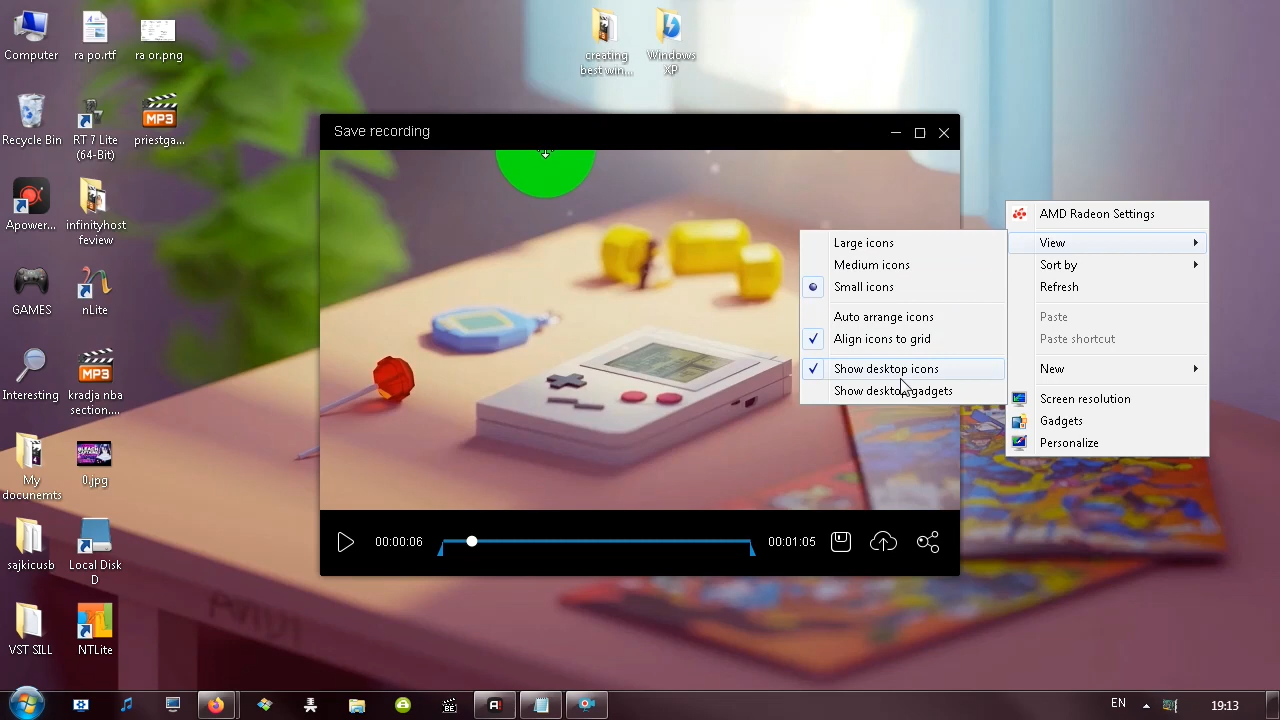 Computer
ra po.rtf
ra or.png
creating
best win...
Windows
XP
Recycle Bin
RT 7 Lite
(64-Bit)
MP3
priestga...
Apower...
infinityhost
feview
GAMES
nLite
Interesting
MP3
kradja nba
section....
My
docunemts
BLEACH
0.jpg
sajkicusb
Local Disk
D
VST SILL
NTLite
Save recording
00:00:06
00:01:05
Large icons
Medium icons
Small icons
Auto arrange icons
Align icons to grid
Show desktop icons
Show desktop gadgets
AMD Radeon Settings
View
Sort by
Refresh
Paste
Paste shortcut
New
Screen resolution
Gadgets
Personalize
BE
A!
EN
19:13